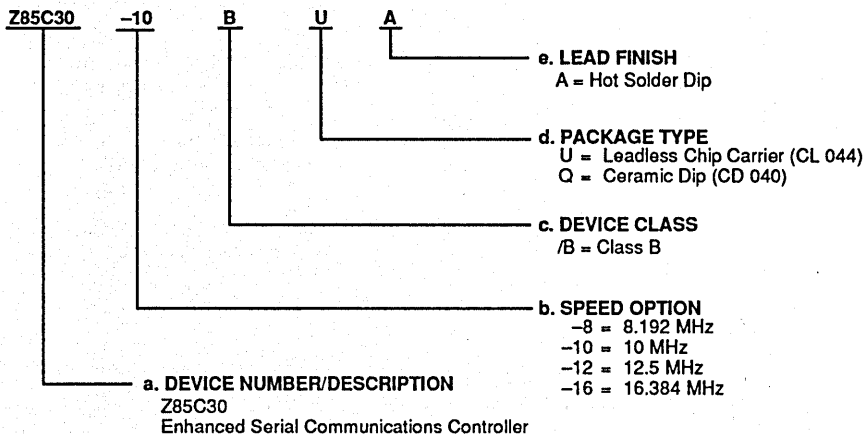 Z85C30 –10 B U A
e. LEAD FINISH
A = Hot Solder Dip
d. PACKAGE TYPE
U = Leadless Chip Carrier (CL 044)
Q = Ceramic Dip (CD 040)
c. DEVICE CLASS
/B = Class B
b. SPEED OPTION
–8 = 8.192 MHz
–10 = 10 MHz
–12 = 12.5 MHz
–16 = 16.384 MHz
a. DEVICE NUMBER/DESCRIPTION
Z85C30
Enhanced Serial Communications Controller